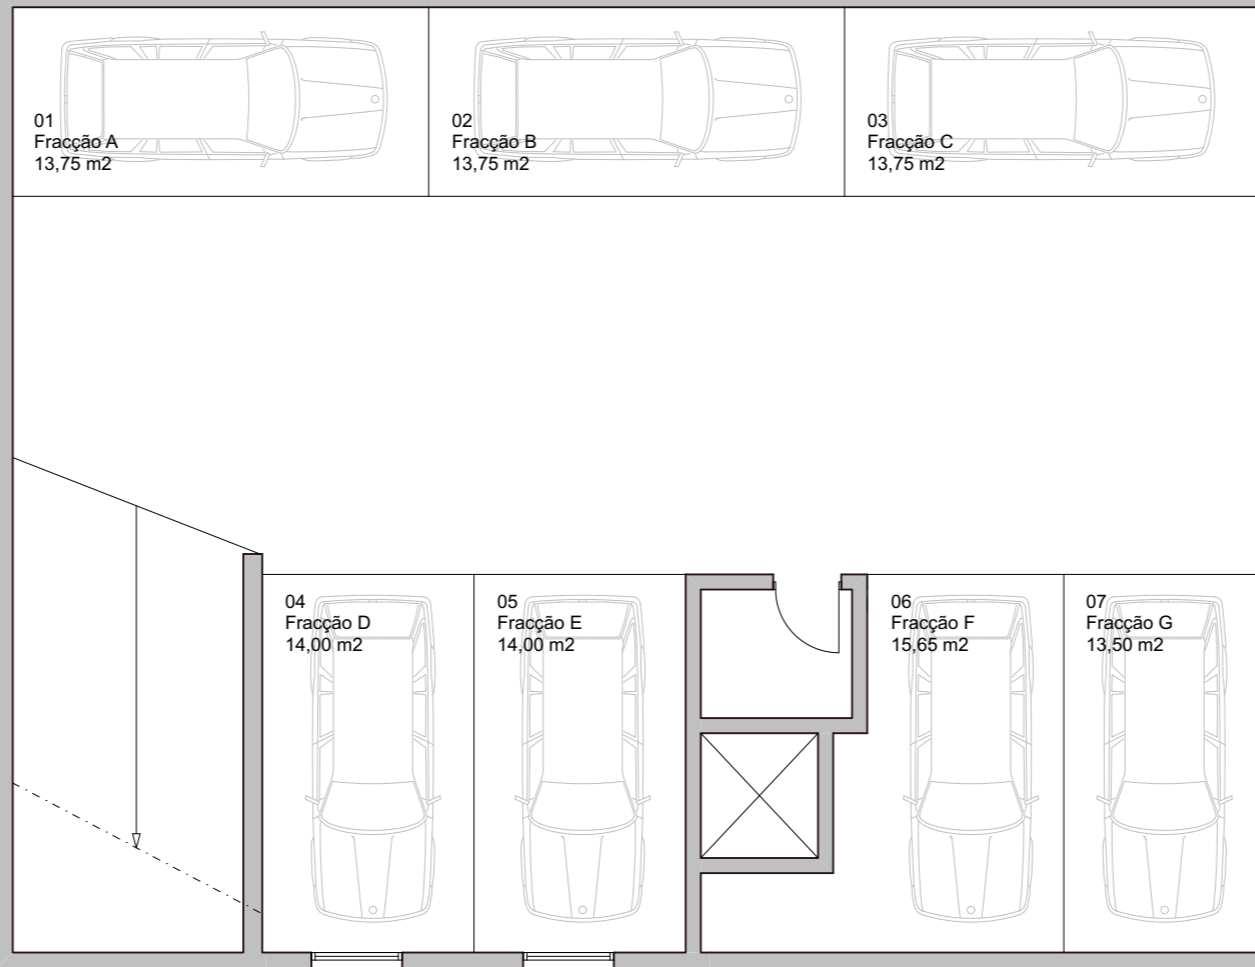 01
Fracção A
13,75 m2
02
Fracção B
13,75 m2
03
Fracção C
13,75 m2
04
Fracção D
14,00 m2
05
Fracção E
14,00 m2
06
Fracção F
15,65 m2
07
Fracção G
13,50 m2